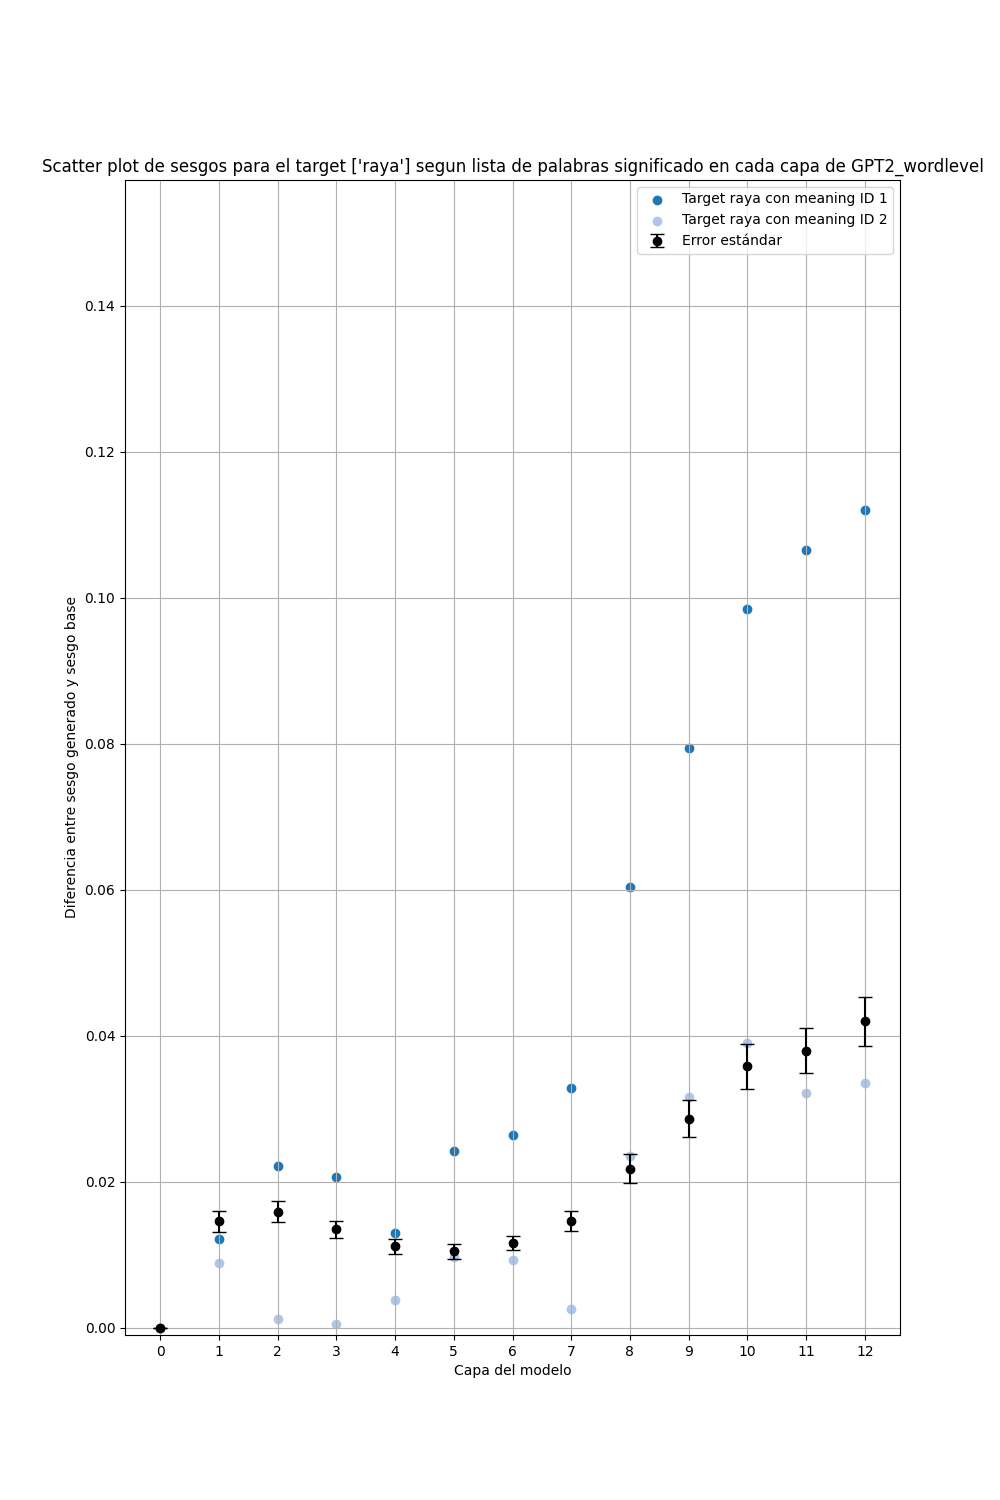 Scatter plot de sesgos para el target ['raya'] segun lista de palabras significado en cada capa de GPT2_wordlevel
Target raya con meaning ID 1
Target raya con meaning ID 2
Error estándar
0.14
0.12
0.10
0.08
0.06
0.04
0.02
0.00
Diferencia entre sesgo generado y sesgo base
0 1 2 3 4 5 6 7 8 9 10 11 12
Capa del modelo